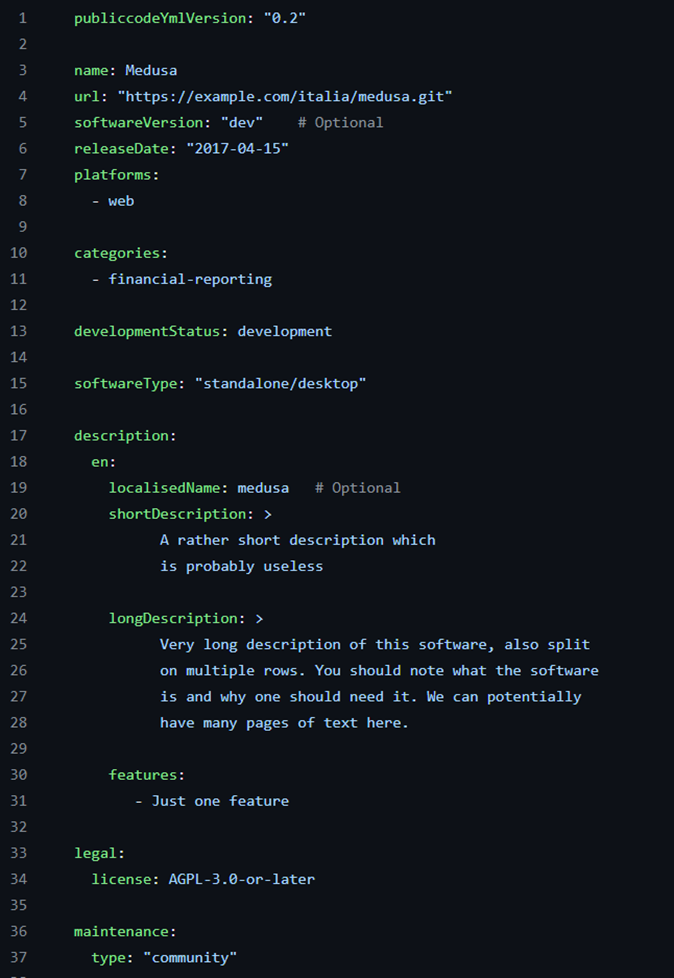 1 publiccodeYmlVersion: "0.2"
2
3 name: Medusa
4 url: "https://example.com/italia/medusa.git"
5 softwareVersion: "dev"    # Optional
6 releaseDate: "2017-04-15"
7 platforms:
8   - web
9
10 categories:
11   - financial-reporting
12
13 developmentStatus: development
14
15 softwareType: "standalone/desktop"
16
17 description:
18   en:
19     localisedName: medusa   # Optional
20     shortDescription: >
21           A rather short description which
22           is probably useless
23
24     longDescription: >
25           Very long description of this software, also split
26           on multiple rows. You should note what the software
27           is and why one should need it. We can potentially
28           have many pages of text here.
29
30     features:
31        - Just one feature
32
33 legal:
34   license: AGPL-3.0-or-later
35
36 maintenance:
37   type: "community"